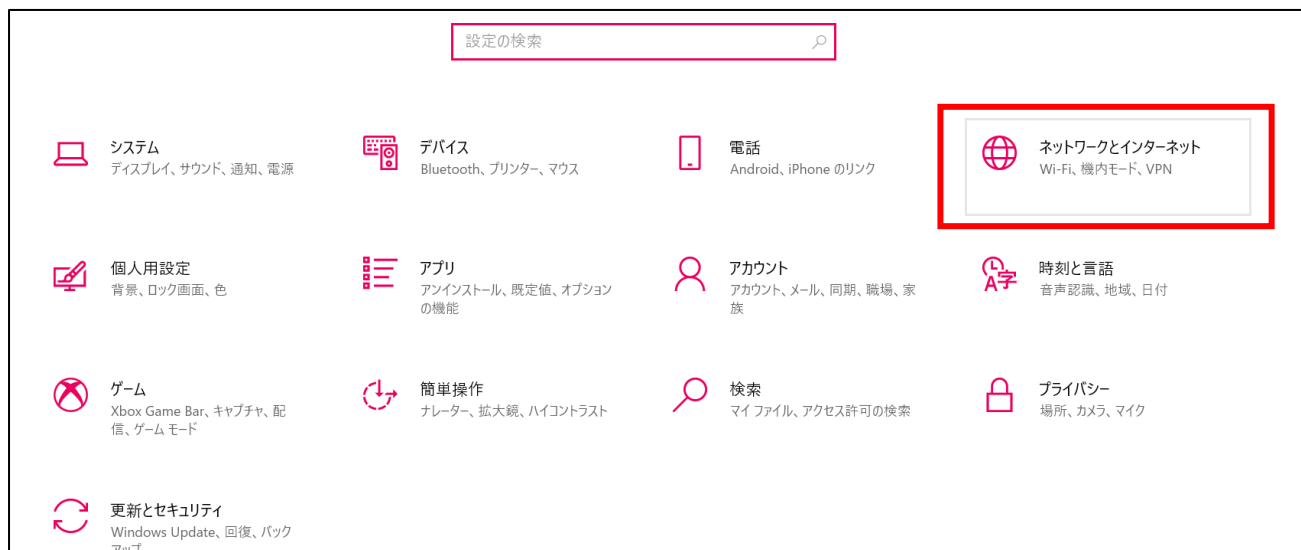 設定の検索
システム
ディスプレイ、サウンド、通知、電源
デバイス
Bluetooth、プリンター、マウス
電話
Android、iPhone のリンク
ネットワークとインターネット
Wi-Fi、機内モード、VPN
個人用設定
背景、ロック画面、色
アプリ
アンインストール、既定値、オプション
の機能
アカウント
アカウント、メール、同期、職場、家
族
時刻と言語
音声認識、地域、日付
ゲーム
Xbox Game Bar、キャプチャ、配
信、ゲーム モード
簡単操作
ナレーター、拡大鏡、ハイコントラスト
検索
マイ ファイル、アクセス許可の検索
プライバシー
場所、カメラ、マイク
更新とセキュリティ
Windows Update、回復、バック
アップ